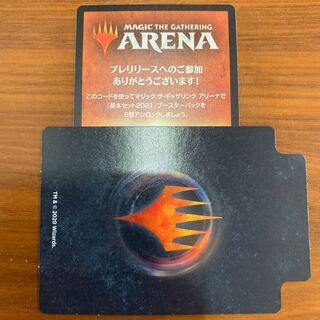 MAGIC THE GATHERING
ARENA
プレリリースへのご参加
ありがとうございます！
このコードを使ってマジック:ザ・ギャザリング アリーナで
『基本セット2021』ブースターパックを
6個アンロックしましょう。
TM & © 2020 Wizards.